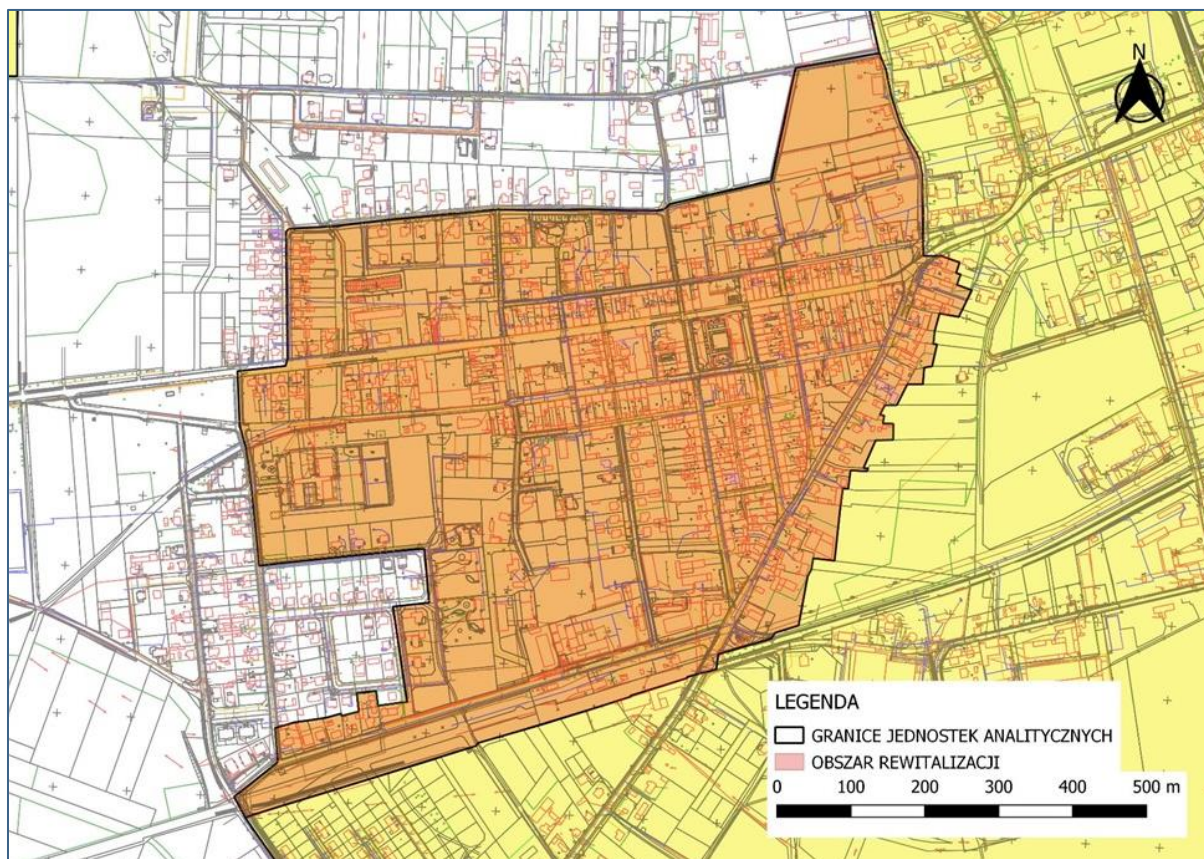 N
LEGENDA
GRANICE JEDNOSTEK ANALITYCZNYCH
OBSZAR REWITALIZACJI
0 100 200 300 400 500 m